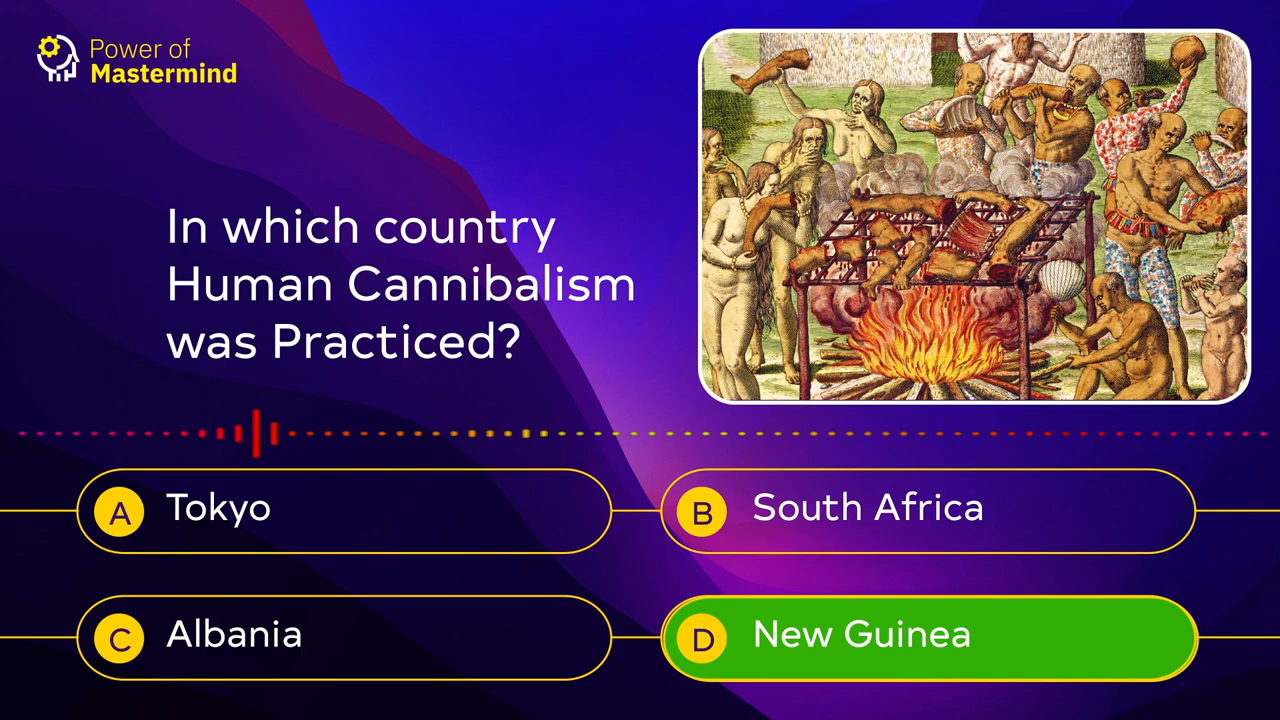 Power of
Mastermind
In which country
Human Cannibalism
was Practiced?
A Tokyo
B South Africa
C Albania
D New Guinea